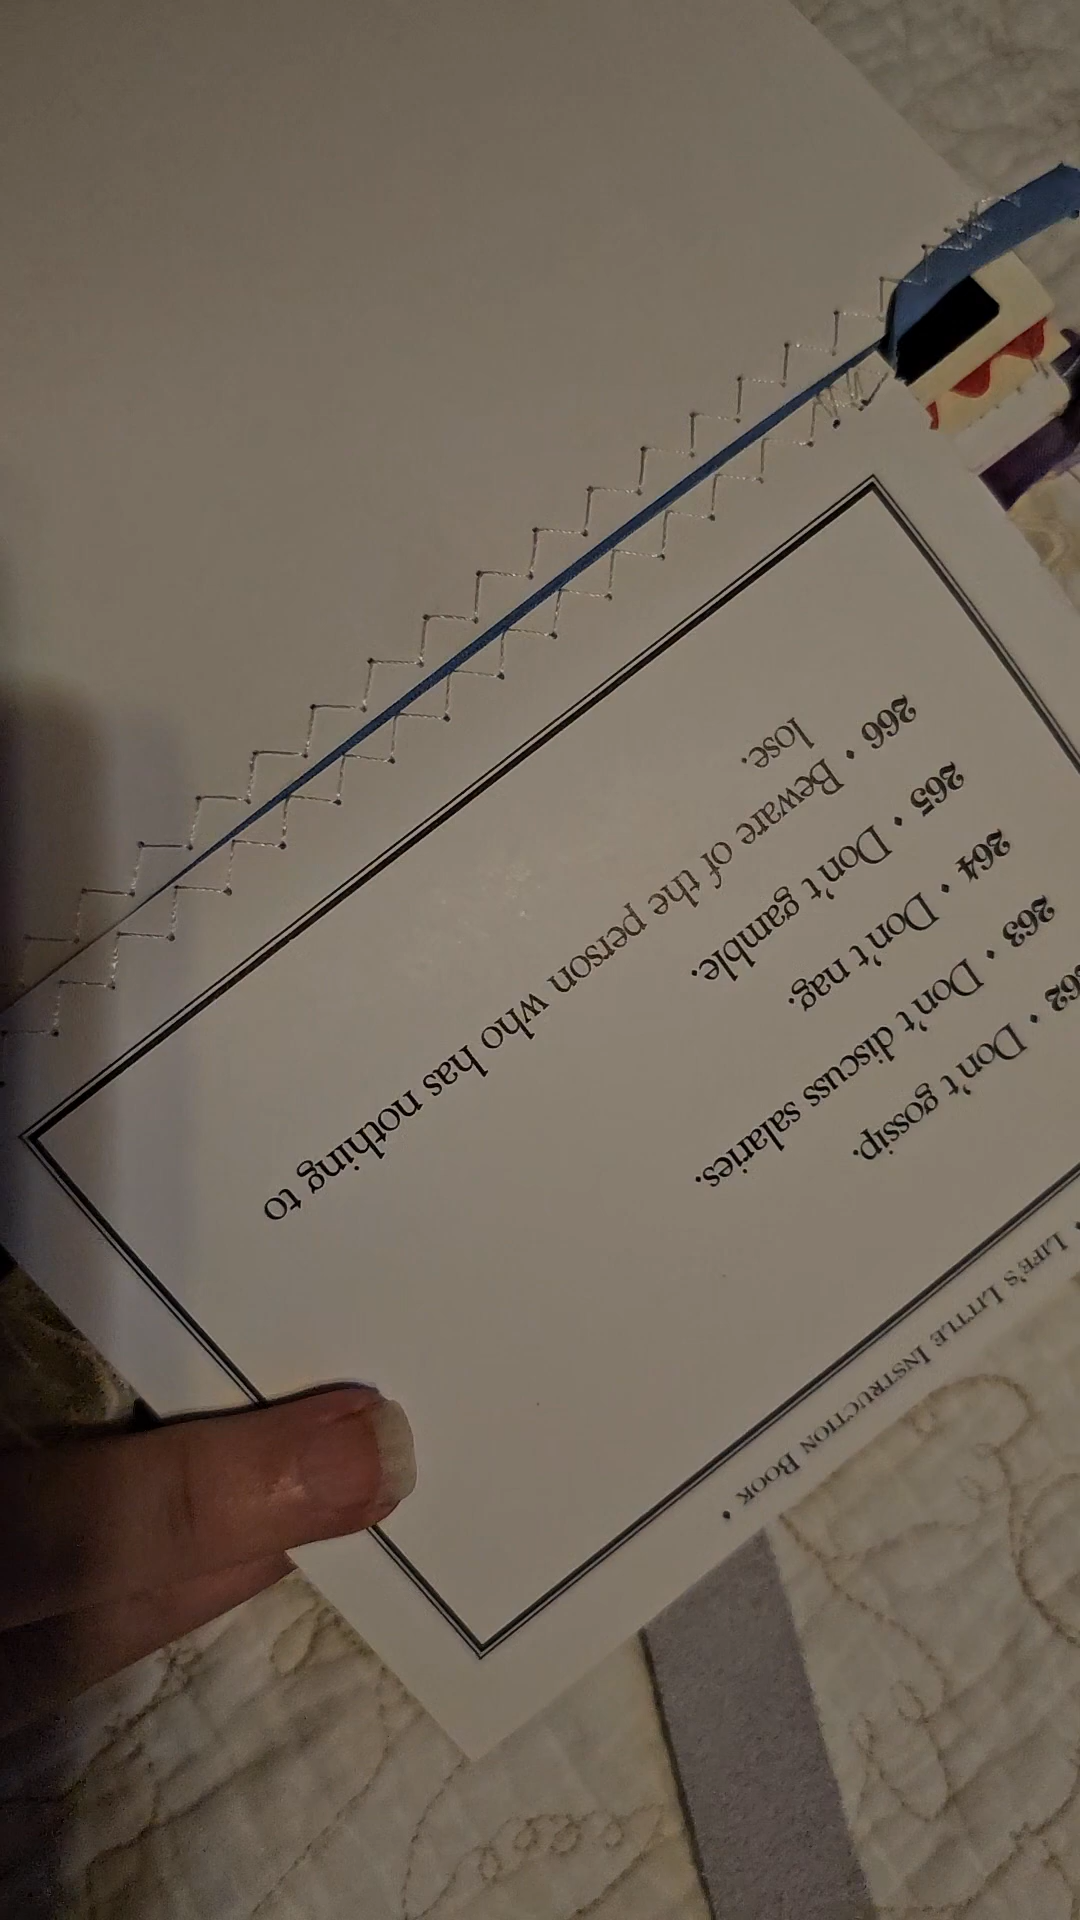 • LIFE'S LITTLE INSTRUCTION BOOK •
262 • Don't gossip.
263 • Don't discuss salaries.
264 • Don't nag.
265 • Don't gamble.
266 • Beware of the person who has nothing to
lose.